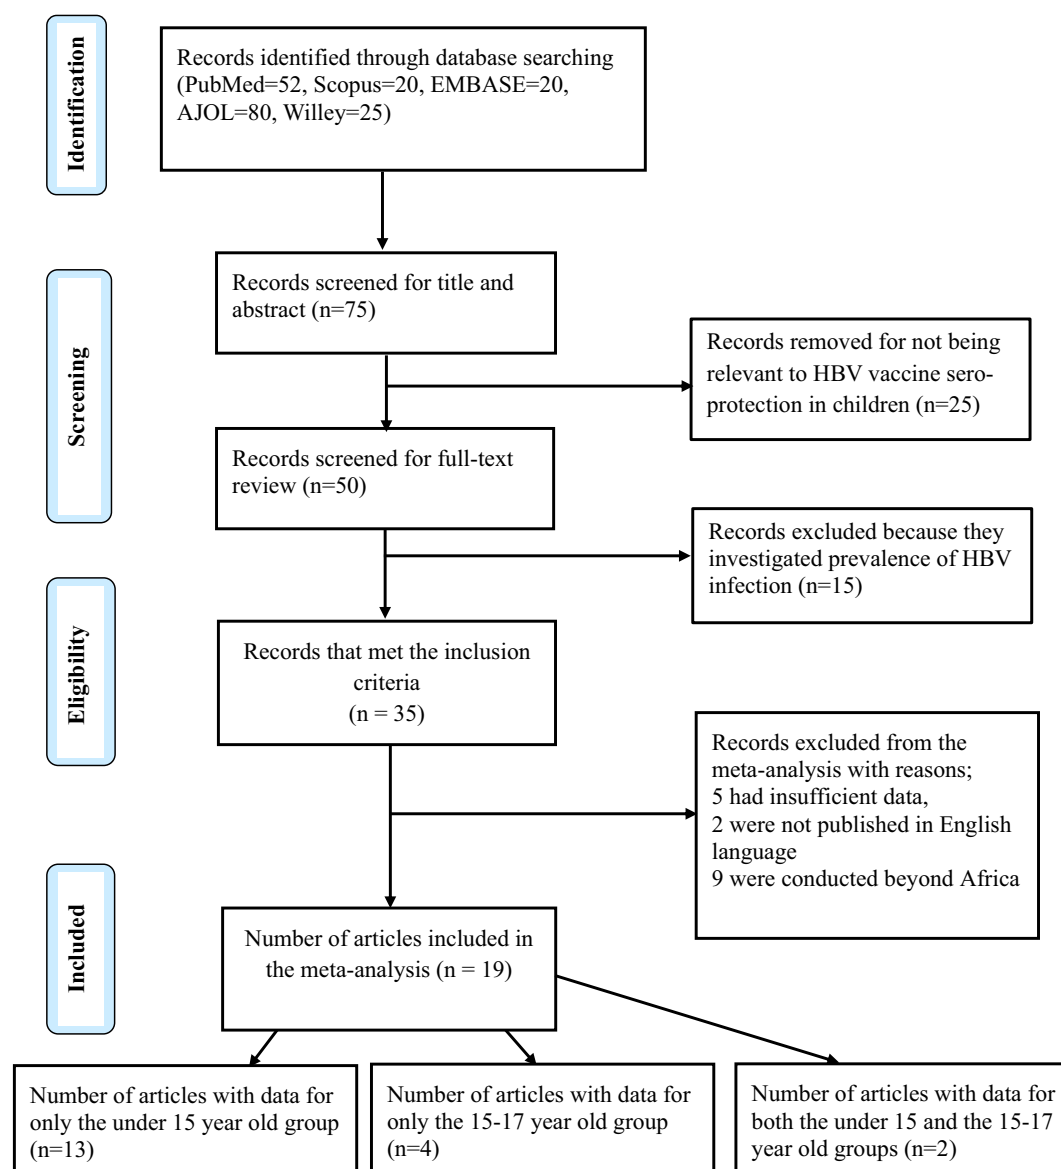 Identification
Records identified through database searching
(PubMed=52, Scopus=20, EMBASE=20,
AJOL=80, Willey=25)
Screening
Records screened for title and
abstract (n=75)
Records removed for not being
relevant to HBV vaccine sero-
protection in children (n=25)
Records screened for full-text
review (n=50)
Records excluded because they
investigated prevalence of HBV
infection (n=15)
Eligibility
Records that met the inclusion
criteria
(n = 35)
Records excluded from the
meta-analysis with reasons;
5 had insufficient data,
2 were not published in English
language
9 were conducted beyond Africa
Included
Number of articles included in
the meta-analysis (n = 19)
Number of articles with data for
only the under 15 year old group
(n=13)
Number of articles with data for
only the 15-17 year old group
(n=4)
Number of articles with data for
both the under 15 and the 15-17
year old groups (n=2)